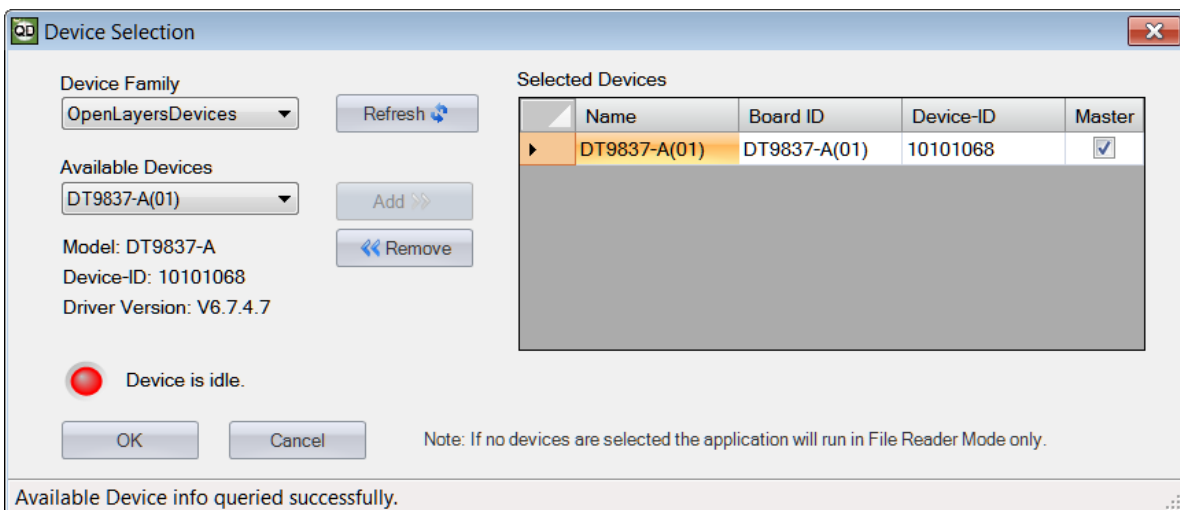 QD Device Selection
Device Family
OpenLayersDevices
Refresh
Available Devices
DT9837-A(01)
Add
Remove
Model: DT9837-A
Device-ID: 10101068
Driver Version: V6.7.4.7
Selected Devices
Name Board ID Device-ID Master
DT9837-A(01) DT9837-A(01) 10101068
Device is idle.
OK Cancel
Note: If no devices are selected the application will run in File Reader Mode only.
Available Device info queried successfully.